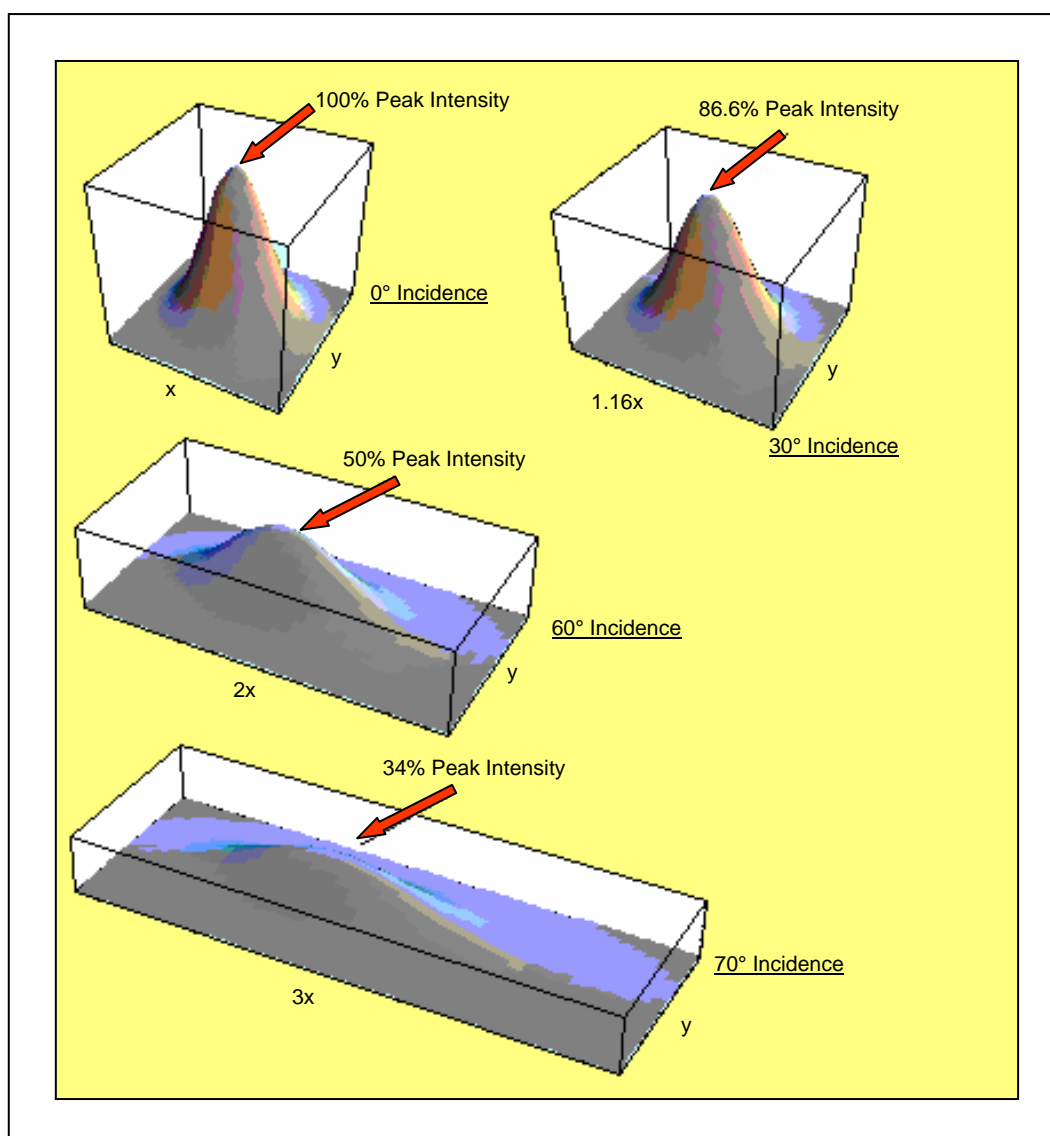 100% Peak Intensity
86.6% Peak Intensity
0° Incidence
y
x
y
1.16x
30° Incidence
50% Peak Intensity
60° Incidence
y
2x
34% Peak Intensity
70° Incidence
3x
y